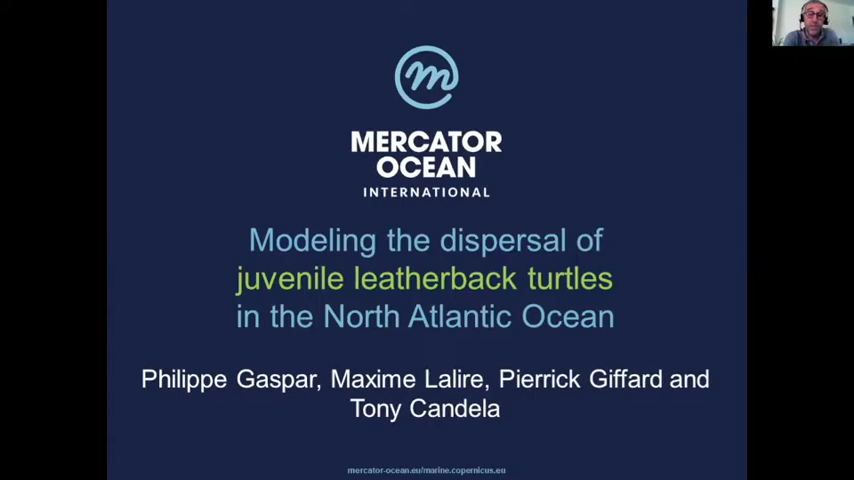 MERCATOR
OCEAN
INTERNATIONAL
Modeling the dispersal of
juvenile leatherback turtles
in the North Atlantic Ocean
Philippe Gaspar, Maxime Lalire, Pierrick Giffard and
Tony Candela
mercator-ocean.eu/marine.copernicus.eu